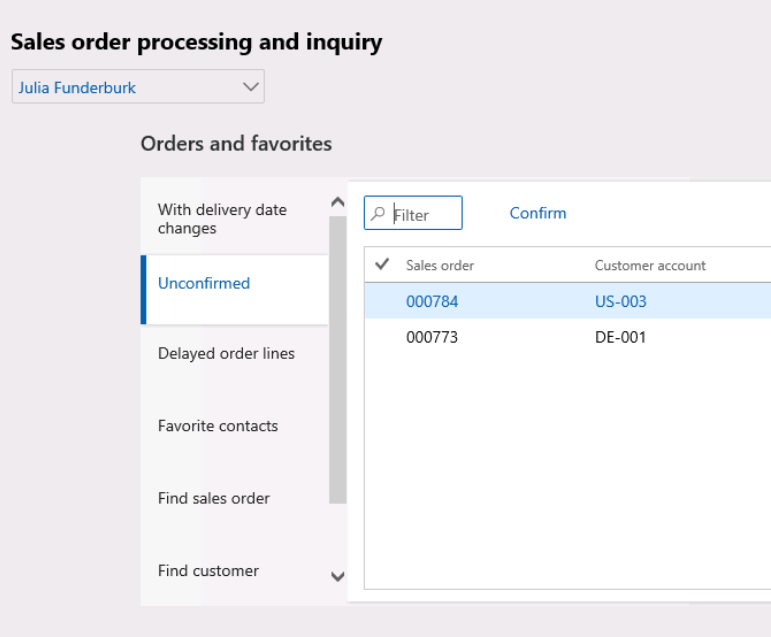 Sales order processing and inquiry
Julia Funderburk
Orders and favorites
With delivery date
changes
Unconfirmed
Delayed order lines
Favorite contacts
Find sales order
Find customer
Filter
Confirm
Sales order Customer account
000784 US-003
000773 DE-001